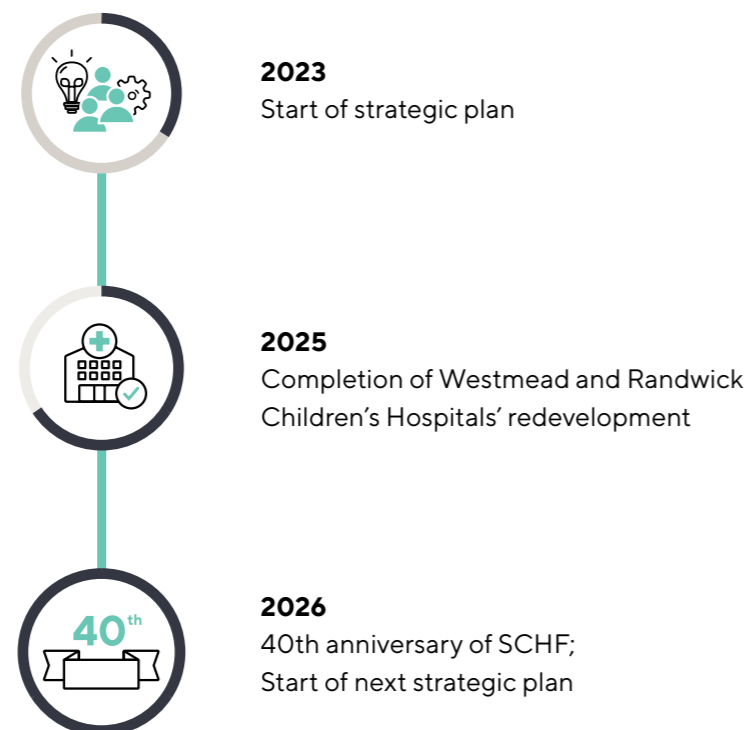 2023
Start of strategic plan
2025
Completion of Westmead and Randwick
Children’s Hospitals’ redevelopment
40th
2026
40th anniversary of SCHF;
Start of next strategic plan